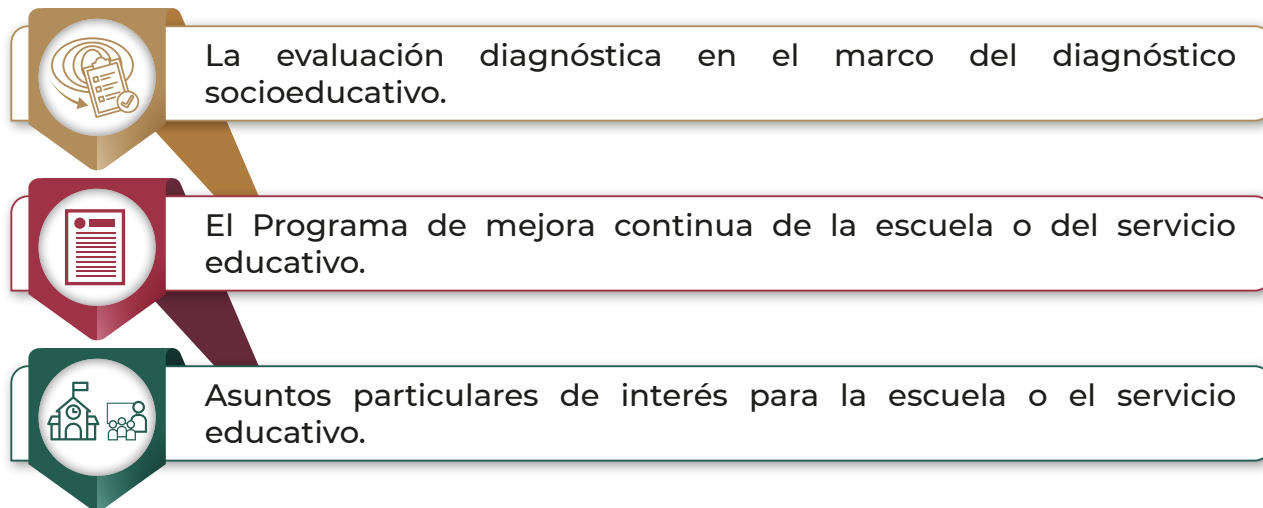 La evaluación diagnóstica en el marco del diagnóstico
socioeducativo.
El Programa de mejora continua de la escuela o del servicio
educativo.
Asuntos particulares de interés para la escuela o el servicio
educativo.